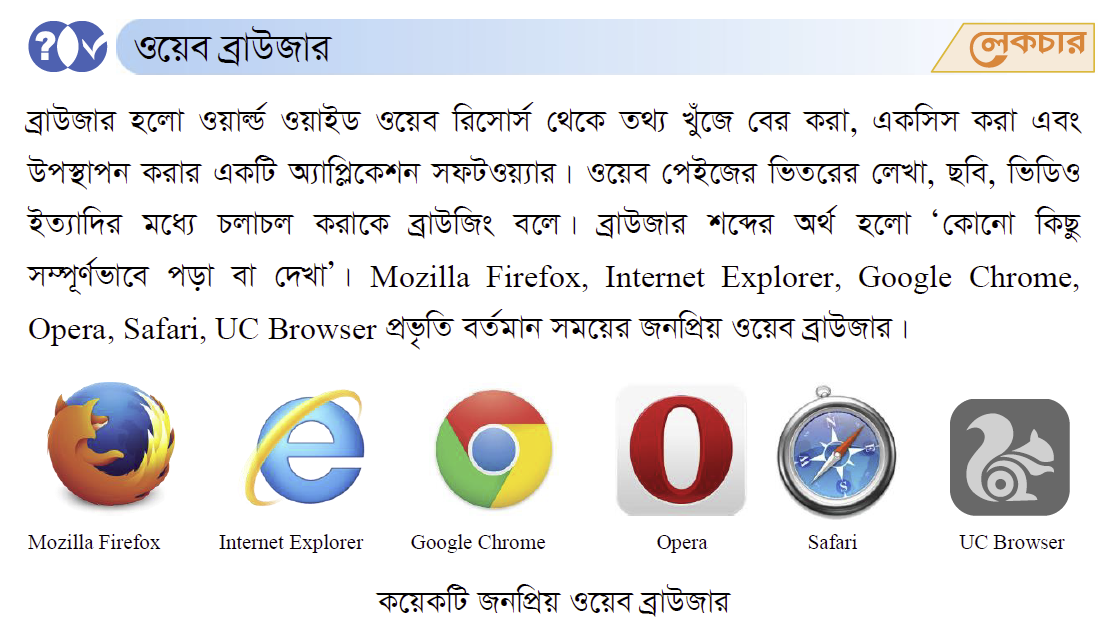 ওয়েব ব্রাউজার
লেকচার
ব্রাউজার হলো ওয়ার্ল্ড ওয়াইড ওয়েব রিসোর্স থেকে তথ্য খুঁজে বের করা, একসিস করা এবং
উপস্থাপন করার একটি অ্যাপ্লিকেশন সফটওয়্যার। ওয়েব পেইজের ভিতরের লেখা, ছবি, ভিডিও
ইত্যাদির মধ্যে চলাচল করাকে ব্রাউজিং বলে। ব্রাউজার শব্দের অর্থ হলো ‘কোনো কিছু
সম্পূর্ণভাবে পড়া বা দেখা’। Mozilla Firefox, Internet Explorer, Google Chrome,
Opera, Safari, UC Browser প্রভৃতি বর্তমান সময়ের জনপ্রিয় ওয়েব ব্রাউজার।
Mozilla Firefox Internet Explorer Google Chrome Opera Safari UC Browser
কয়েকটি জনপ্রিয় ওয়েব ব্রাউজার